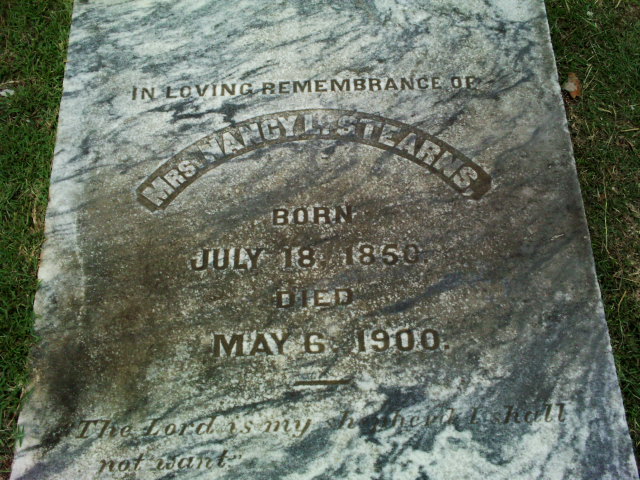 IN LOVING REMEMBRANCE OF
MRS. NANCY L. STEARNS,
BORN
JULY 18, 1850.
DIED
MAY 6, 1900.
The Lord is my shepherd I shall
not want"